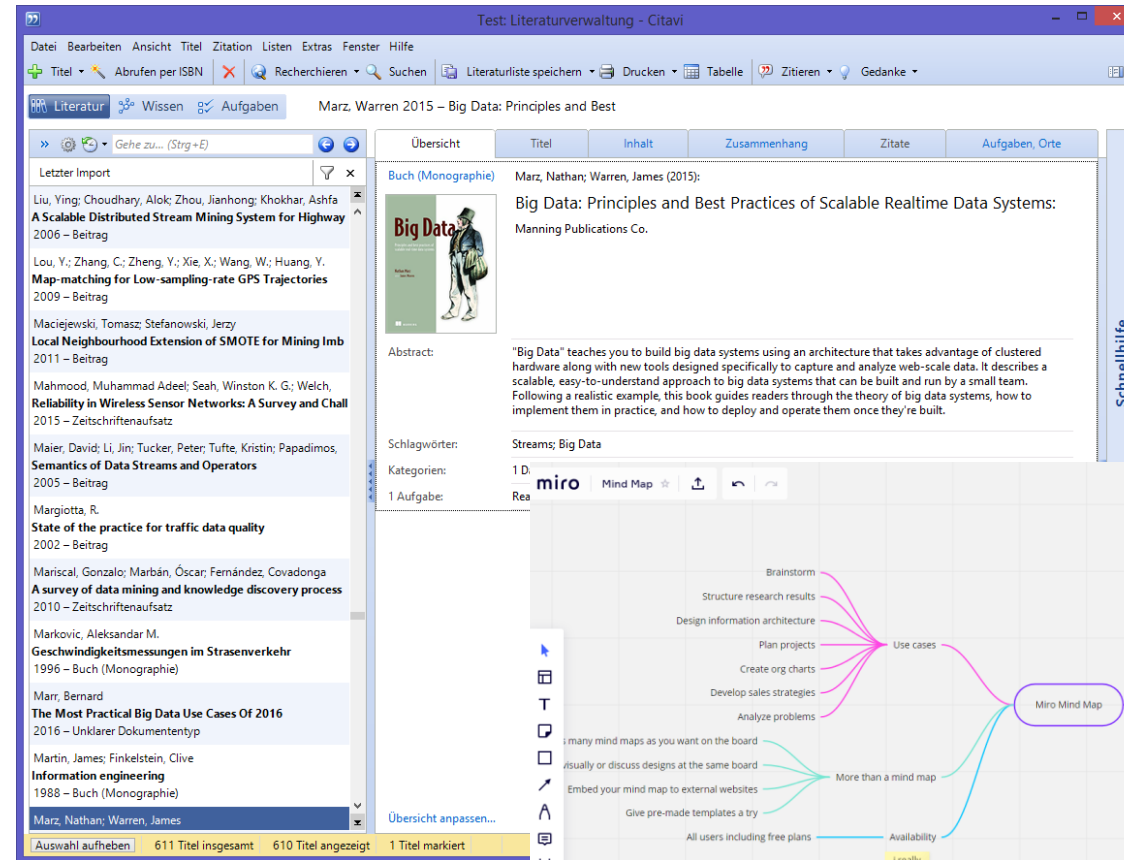 Test: Literaturverwaltung - Citavi
Datei Bearbeiten Ansicht Titel Zitation Listen Extras Fenster Hilfe
Titel Abrufen per ISBN Recherchieren Suchen Literaturliste speichern Drucken Tabelle Zitieren Gedanke
Literatur Wissen Aufgaben Marz, Warren 2015 – Big Data: Principles and Best
» Gehe zu... (Strg+E)
Letzter Import
Liu, Ying; Choudhary, Alok; Zhou, Jianhong; Khokhar, Ashfa
A Scalable Distributed Stream Mining System for Highway
2006 – Beitrag
Lou, Y.; Zhang, C.; Zheng, Y.; Xie, X.; Wang, W.; Huang, Y.
Map-matching for Low-sampling-rate GPS Trajectories
2009 – Beitrag
Maciejewski, Tomasz; Stefanowski, Jerzy
Local Neighbourhood Extension of SMOTE for Mining Imb
2011 – Beitrag
Mahmood, Muhammad Adeel; Seah, Winston K. G.; Welch,
Reliability in Wireless Sensor Networks: A Survey and Chall
2015 – Zeitschriftenaufsatz
Maier, David; Li, Jin; Tucker, Peter; Tufte, Kristin; Papadimos,
Semantics of Data Streams and Operators
2005 – Beitrag
Margiotta, R.
State of the practice for traffic data quality
2002 – Beitrag
Mariscal, Gonzalo; Marbán, Óscar; Fernández, Covadonga
A survey of data mining and knowledge discovery process
2010 – Zeitschriftenaufsatz
Markovic, Aleksandar M.
Geschwindigkeitsmessungen im Strasenverkehr
1996 – Buch (Monographie)
Marr, Bernard
The Most Practical Big Data Use Cases Of 2016
2016 – Unklarer Dokumententyp
Martin, James; Finkelstein, Clive
Information engineering
1988 – Buch (Monographie)
Marz, Nathan; Warren, James
Auswahl aufheben 611 Titel insgesamt 610 Titel angezeigt 1 Titel markiert
Übersicht Titel Inhalt Zusammenhang Zitate Aufgaben, Orte
Buch (Monographie) Marz, Nathan; Warren, James (2015):
Big Data: Principles and Best Practices of Scalable Realtime Data Systems:
Manning Publications Co.
Big Data
Abstract: "Big Data" teaches you to build big data systems using an architecture that takes advantage of clustered
hardware along with new tools designed specifically to capture and analyze web-scale data. It describes a
scalable, easy-to-understand approach to big data systems that can be built and run by a small team.
Following a realistic example, this book guides readers through the theory of big data systems, how to
implement them in practice, and how to deploy and operate them once they're built.
Schlagwörter: Streams; Big Data
Kategorien: 1 D
1 Aufgabe: Rea
Übersicht anpassen...
Schnellhilfe
miro Mind Map
Brainstorm
Structure research results
Design information architecture
Plan projects
Create org charts
Develop sales strategies
Analyze problems
Use cases
Miro Mind Map
many mind maps as you want on the board
visually or discuss designs at the same board
Embed your mind map to external websites
Give pre-made templates a try
More than a mind map
All users including free plans
Availability